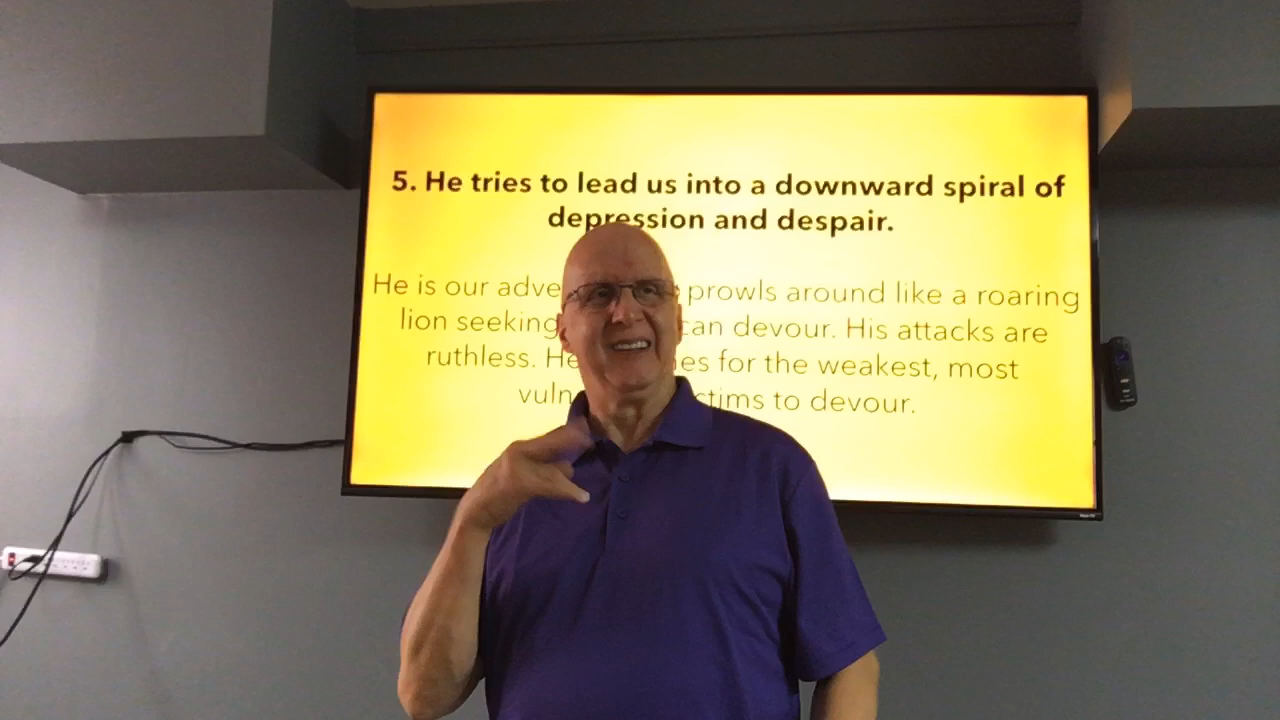 5. He tries to lead us into a downward spiral of
depression and despair.
He is our adve prowls around like a roaring
lion seeking can devour. His attacks are
ruthless. He es for the weakest, most
vuln ctims to devour.